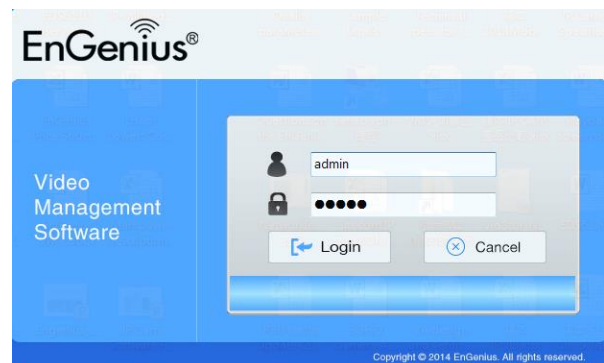 EnGenius®
Video
Management
Software
admin
●●●●●
Login
Cancel
Copyright © 2014 EnGenius. All rights reserved.